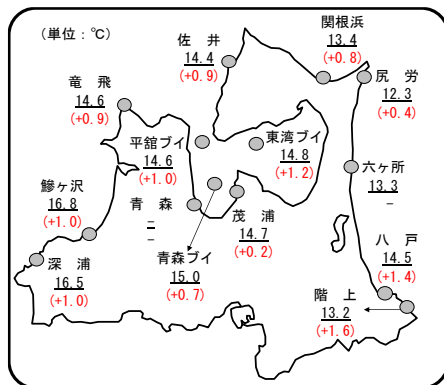 (単位：℃)
佐井
14.4
(+0.9)
関根浜
13.4
(+0.8)
尻労
12.3
(+0.4)
竜飛
14.6
(+0.9)
平舘ブイ
14.6
(+1.0)
東湾ブイ
14.8
(+1.2)
六ヶ所
13.3
－
鰺ヶ沢
16.8
(+1.0)
青森
－
－
茂浦
14.7
(+0.2)
深浦
16.5
(+1.0)
青森ブイ
15.0
(+0.7)
八戸
14.5
(+1.4)
階上
13.2
(+1.6)